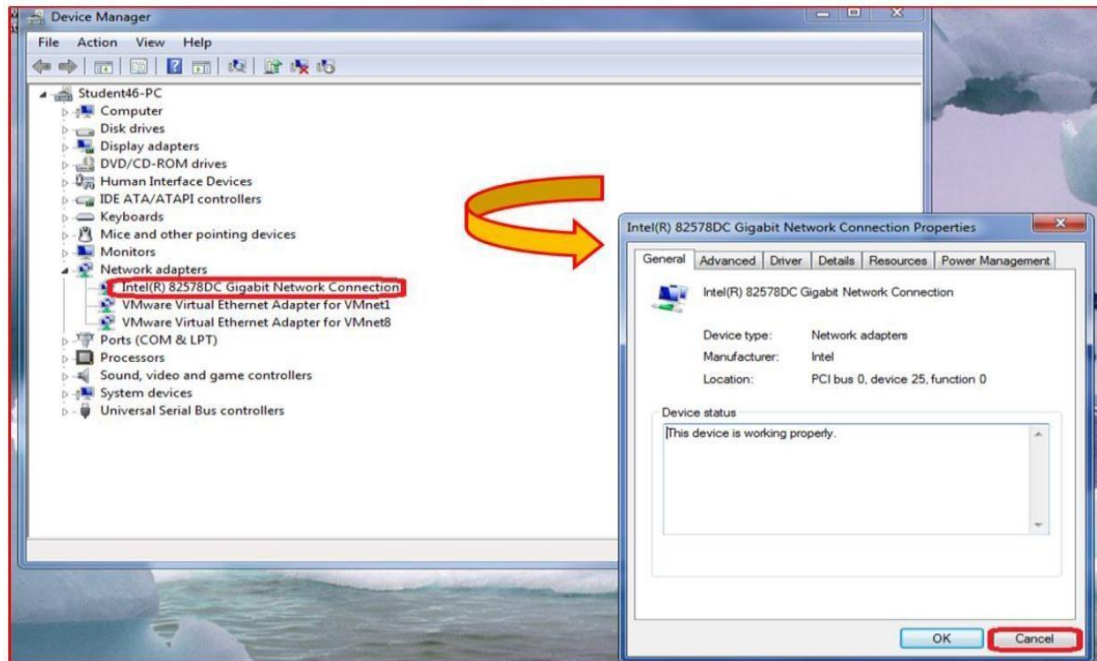 Device Manager
File Action View Help
Student46-PC
Computer
Disk drives
Display adapters
DVD/CD-ROM drives
Human Interface Devices
IDE ATA/ATAPI controllers
Keyboards
Mice and other pointing devices
Monitors
Network adapters
Intel(R) 82578DC Gigabit Network Connection
VMware Virtual Ethernet Adapter for VMnet1
VMware Virtual Ethernet Adapter for VMnet8
Ports (COM & LPT)
Processors
Sound, video and game controllers
System devices
Universal Serial Bus controllers
Intel(R) 82578DC Gigabit Network Connection Properties
General Advanced Driver Details Resources Power Management
Intel(R) 82578DC Gigabit Network Connection
Device type: Network adapters
Manufacturer: Intel
Location: PCI bus 0, device 25, function 0
Device status
This device is working properly.
OK Cancel